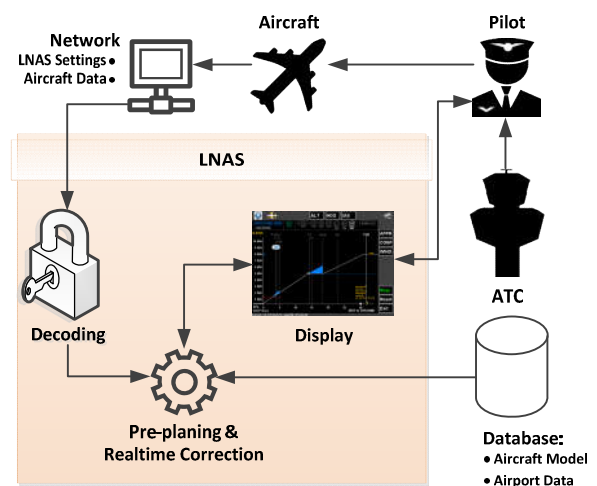 Aircraft
Pilot
Network
LNAS Settings •
Aircraft Data •
LNAS
ATC
Decoding
Display
Pre-planing &
Realtime Correction
Database:
• Aircraft Model
• Airport Data